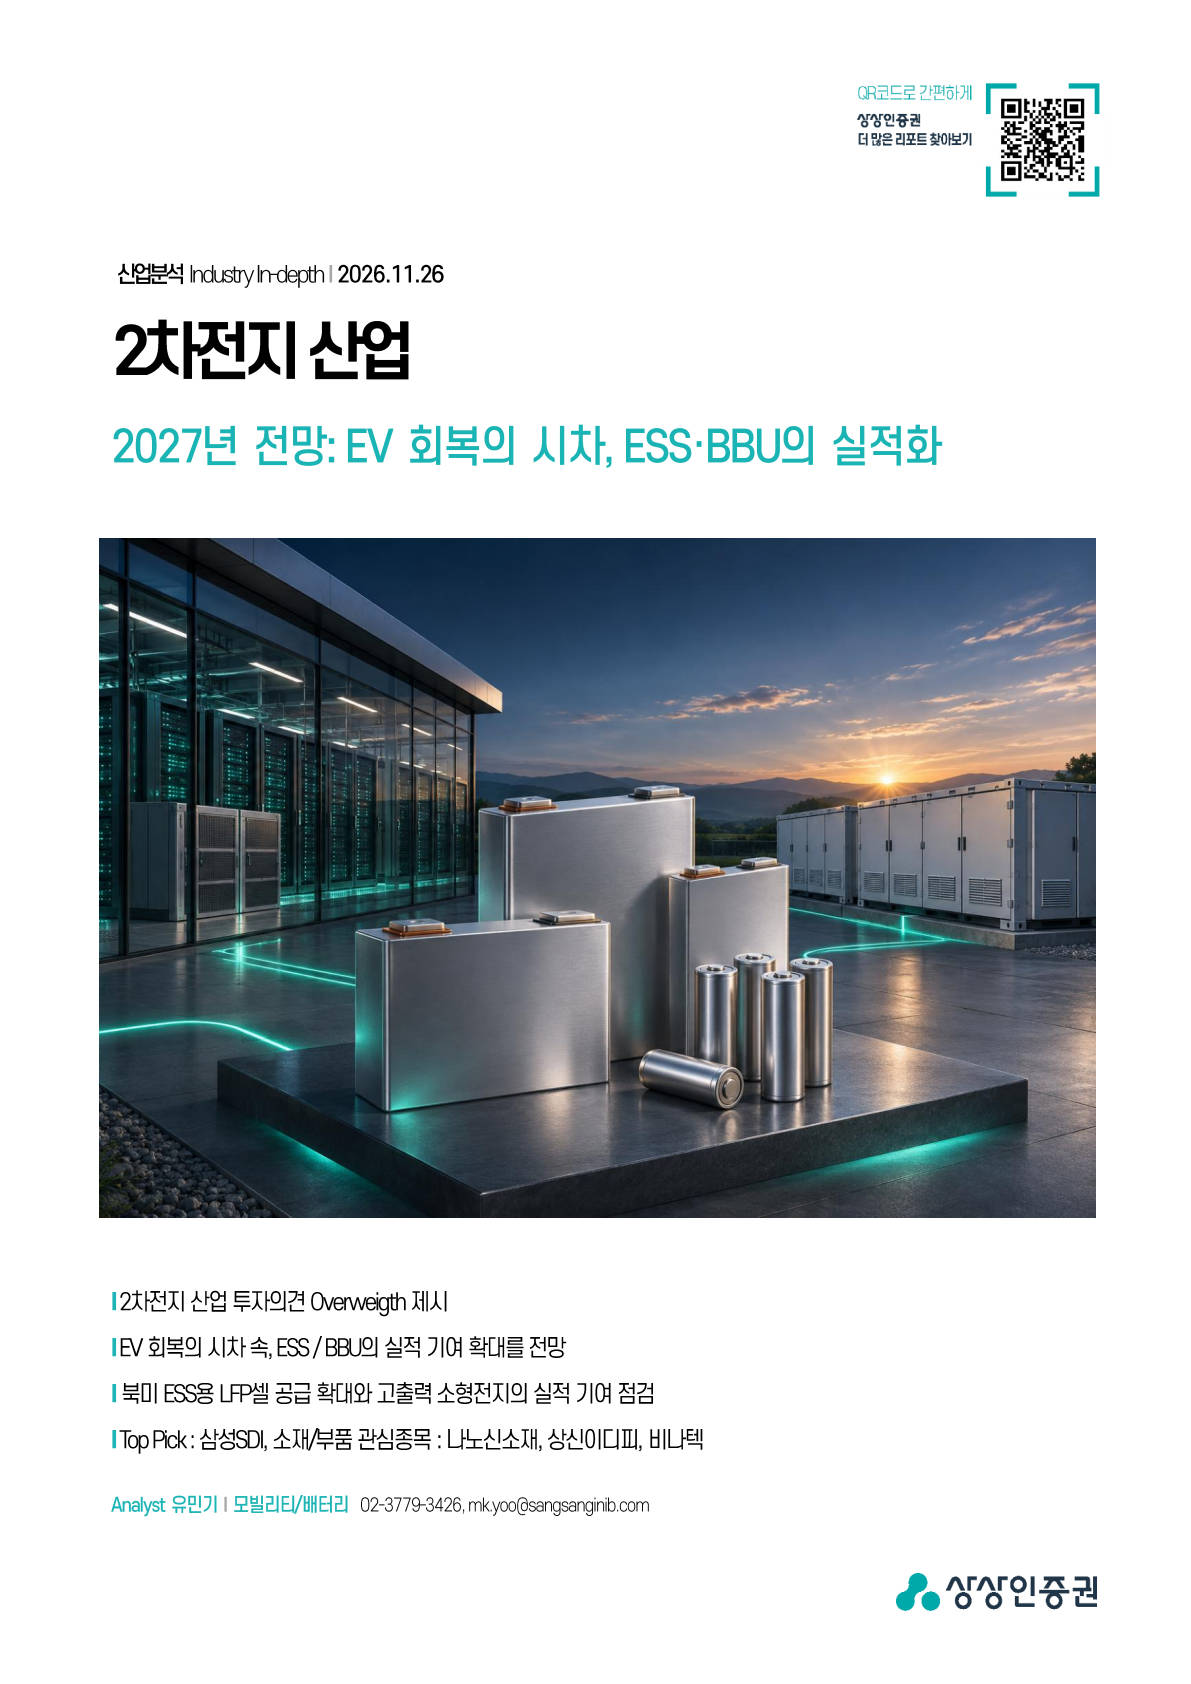 QR코드로 간편하게
상상인증권
더 많은 리포트 찾아보기
산업분석 Industry In-depth | 2026.11.26
2차전지 산업
2027년 전망: EV 회복의 시차, ESS·BBU의 실적화
2차전지 산업 투자의견 Overweigth 제시
EV 회복의 시차 속, ESS / BBU의 실적 기여 확대를 전망
북미 ESS용 LFP셀 공급 확대와 고출력 소형전지의 실적 기여 점검
Top Pick : 삼성SDI, 소재/부품 관심종목 : 나노신소재, 상신이디피, 비나텍
Analyst 유민기 | 모빌리티/배터리 02-3779-3426, mk.yoo@sangsanginib.com
상상인증권